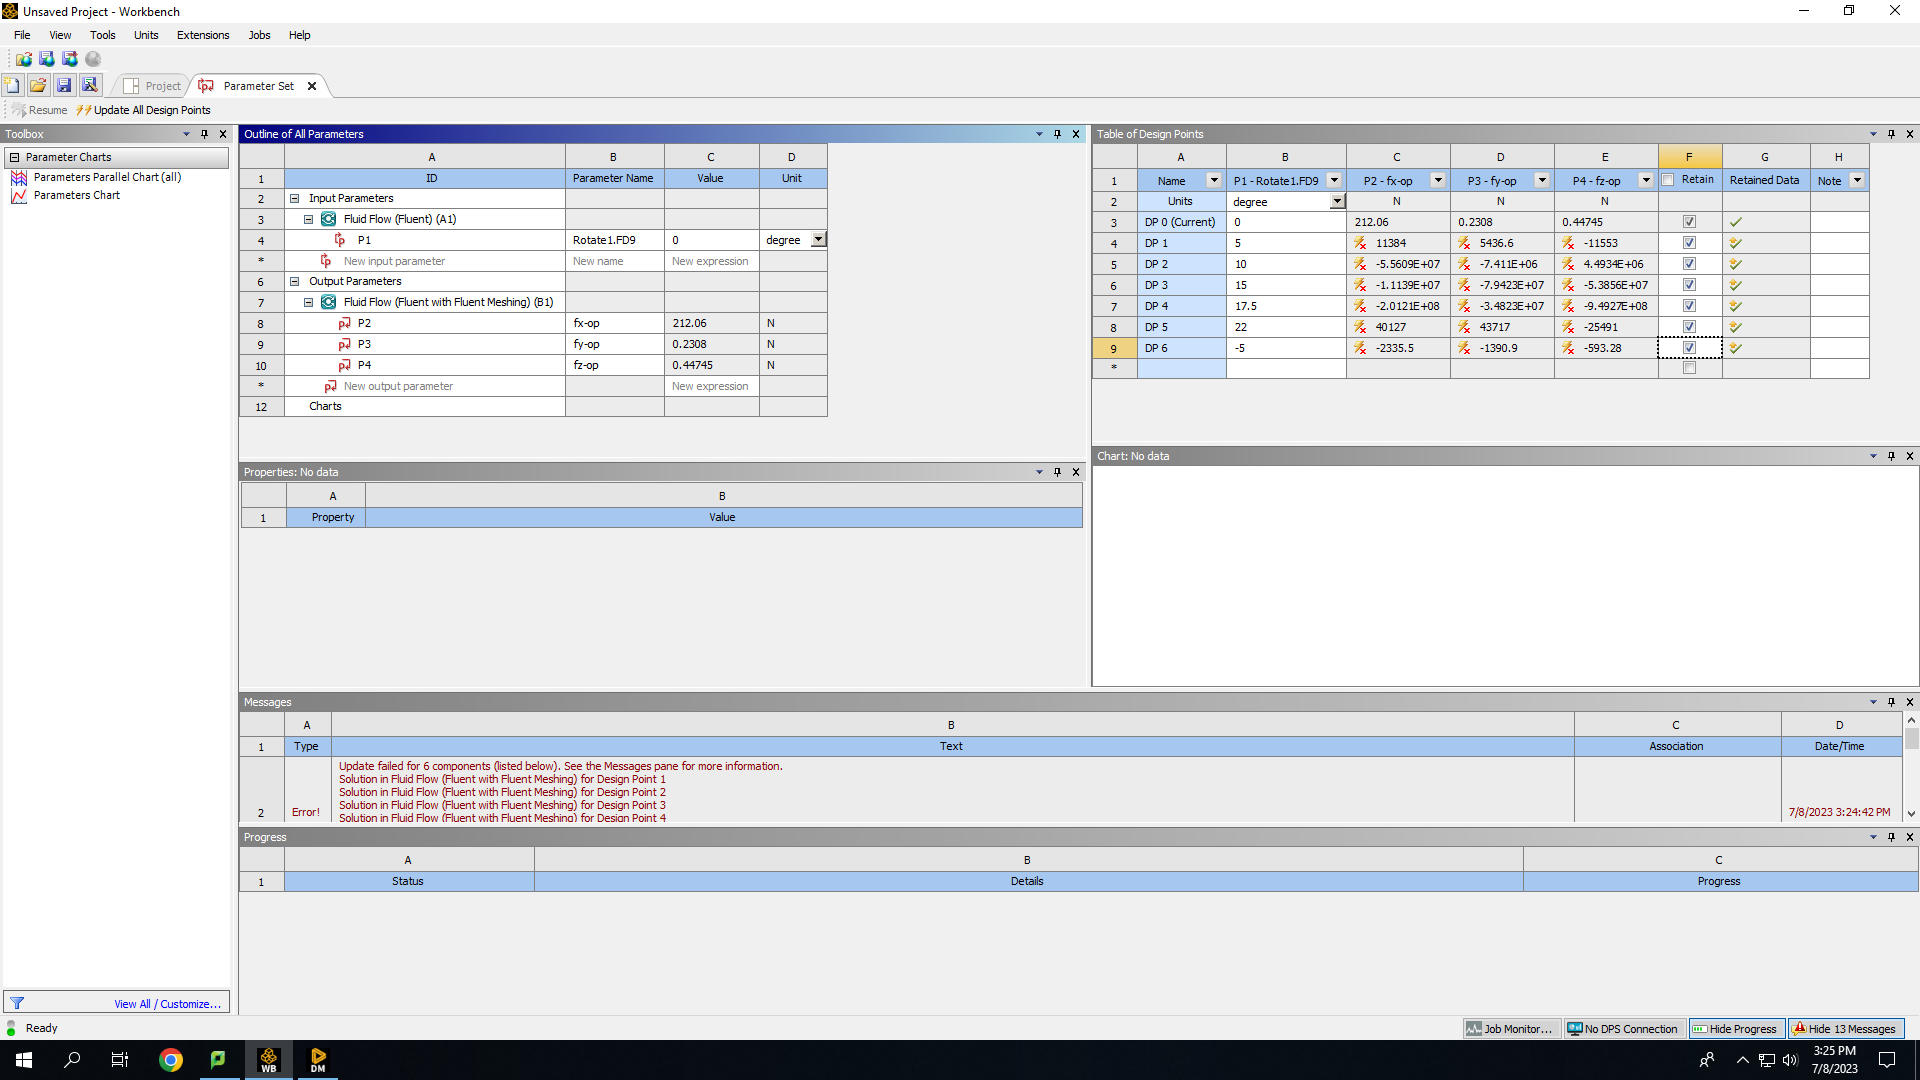 Unsaved Project - Workbench
File View Tools Units Extensions Jobs Help
Project Parameter Set
Resume Update All Design Points
Toolbox
Parameter Charts
Parameters Parallel Chart (all)
Parameters Chart
View All / Customize...
Outline of All Parameters
A B C D
1 ID Parameter Name Value Unit
2 Input Parameters
3 Fluid Flow (Fluent) (A1)
4 P1 Rotate1.FD9 0 degree
* New input parameter New name New expression
6 Output Parameters
7 Fluid Flow (Fluent with Fluent Meshing) (B1)
8 P2 fx-op 212.06 N
9 P3 fy-op 0.2308 N
10 P4 fz-op 0.44745 N
* New output parameter New expression
12 Charts
Properties: No data
A B
1 Property Value
Table of Design Points
A B C D E F G H
1 Name P1 - Rotate1.FD9 P2 - fx-op P3 - fy-op P4 - fz-op Retain Retained Data Note
2 Units degree N N N
3 DP 0 (Current) 0 212.06 0.2308 0.44745
4 DP 1 5 11384 5436.6 -11553
5 DP 2 10 -5.5609E+07 -7.411E+06 4.4934E+06
6 DP 3 15 -1.1139E+07 -7.9423E+07 -5.3856E+07
7 DP 4 17.5 -2.0121E+08 -3.4823E+07 -9.4927E+08
8 DP 5 22 40127 43717 -25491
9 DP 6 -5 -2335.5 -1390.9 -593.28
*
Chart: No data
Messages
A B C D
1 Type Text Association Date/Time
Update failed for 6 components (listed below). See the Messages pane for more information.
Solution in Fluid Flow (Fluent with Fluent Meshing) for Design Point 1
Solution in Fluid Flow (Fluent with Fluent Meshing) for Design Point 2
Solution in Fluid Flow (Fluent with Fluent Meshing) for Design Point 3
2 Error! Solution in Fluid Flow (Fluent with Fluent Meshing) for Design Point 4 7/8/2023 3:24:42 PM
Progress
A B C
1 Status Details Progress
Ready Job Monitor... No DPS Connection Hide Progress Hide 13 Messages
WB DM
3:25 PM
7/8/2023